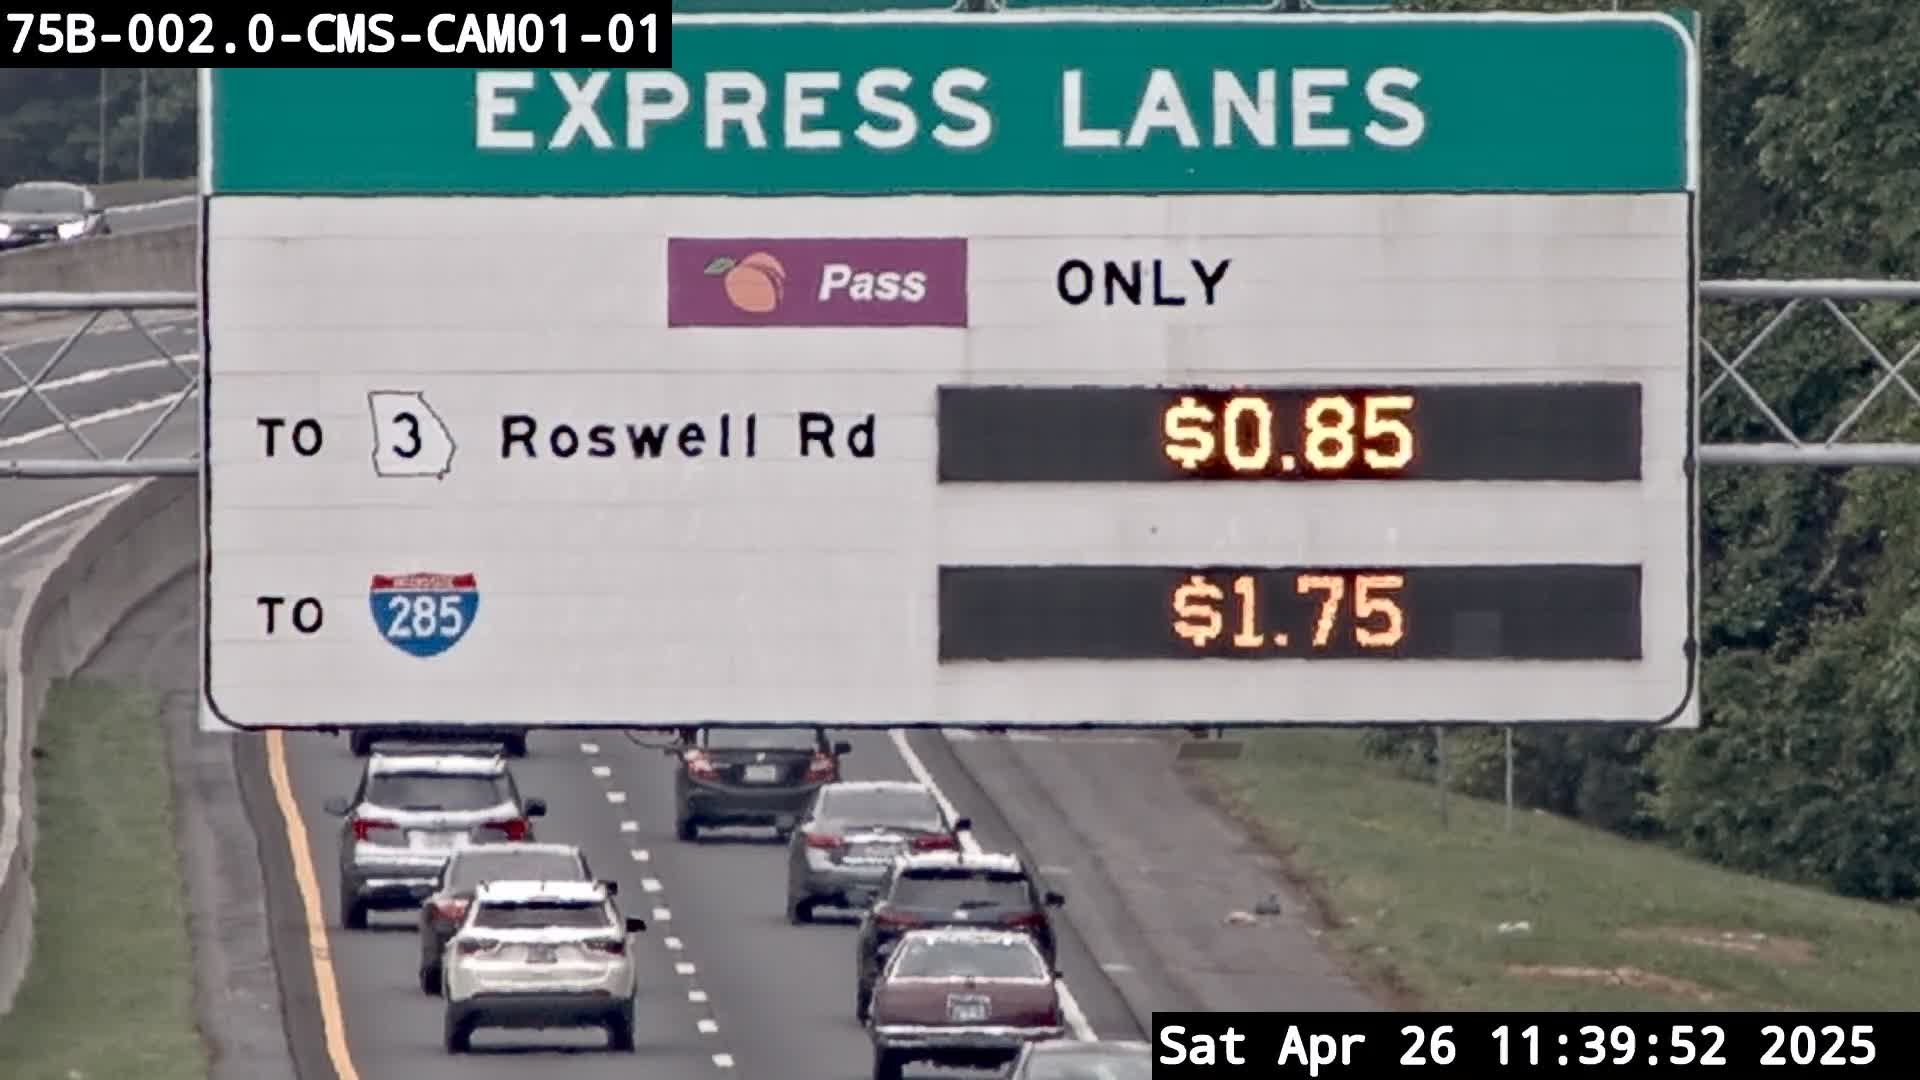 75B-002.0-CMS-CAM01-01
EXPRESS LANES
Pass ONLY
TO 3 Roswell Rd $0.85
TO 285 $1.75
Sat Apr 26 11:39:52 2025